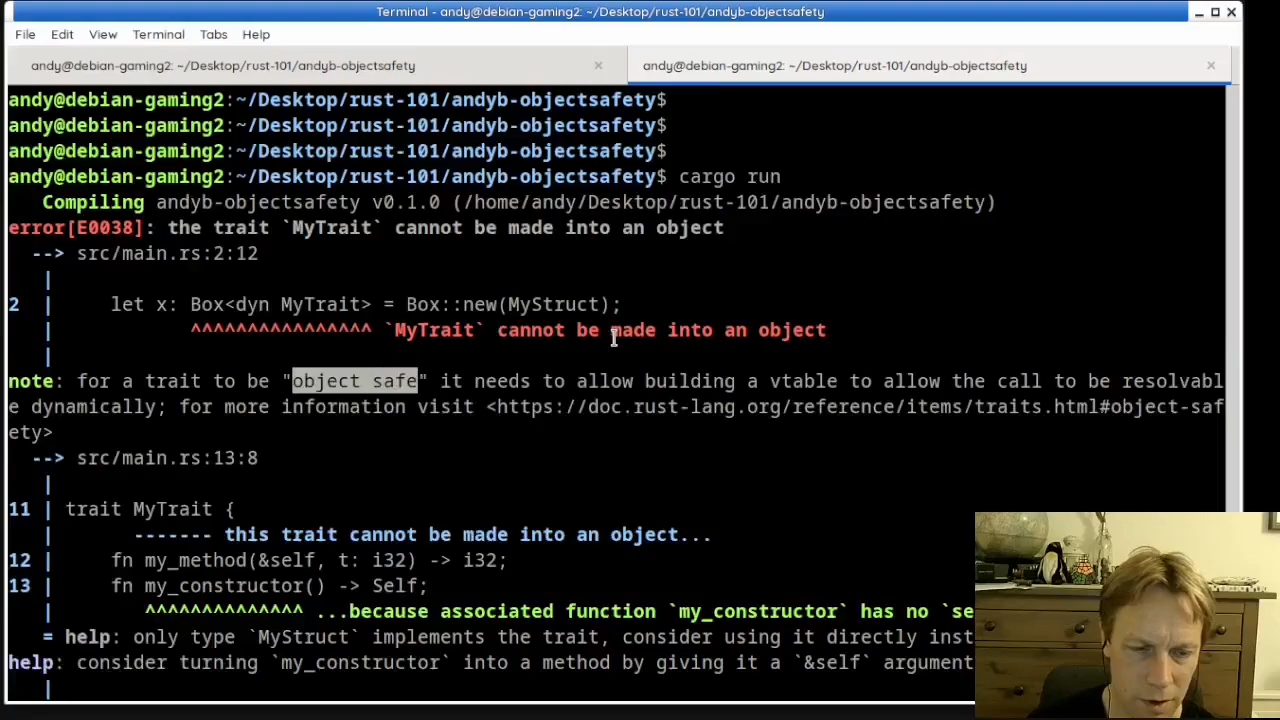 Terminal - andy@debian-gaming2: ~/Desktop/rust-101/andyb-objectsafety
File Edit View Terminal Tabs Help
andy@debian-gaming2: ~/Desktop/rust-101/andyb-objectsafety × andy@debian-gaming2: ~/Desktop/rust-101/andyb-objectsafety ×
andy@debian-gaming2:~/Desktop/rust-101/andyb-objectsafety$
andy@debian-gaming2:~/Desktop/rust-101/andyb-objectsafety$
andy@debian-gaming2:~/Desktop/rust-101/andyb-objectsafety$
andy@debian-gaming2:~/Desktop/rust-101/andyb-objectsafety$ cargo run
   Compiling andyb-objectsafety v0.1.0 (/home/andy/Desktop/rust-101/andyb-objectsafety)
error[E0038]: the trait `MyTrait` cannot be made into an object
  --> src/main.rs:2:12
   |
2  |     let x: Box<dyn MyTrait> = Box::new(MyStruct);
   |            ^^^^^^^^^^^^^^^^ `MyTrait` cannot be made into an object
   |
note: for a trait to be "object safe" it needs to allow building a vtable to allow the call to be resolvabl
e dynamically; for more information visit <https://doc.rust-lang.org/reference/items/traits.html#object-saf
ety>
  --> src/main.rs:13:8
   |
11 | trait MyTrait {
   |       ------- this trait cannot be made into an object...
12 |     fn my_method(&self, t: i32) -> i32;
13 |     fn my_constructor() -> Self;
   |        ^^^^^^^^^^^^^^ ...because associated function `my_constructor` has no `se
   = help: only type `MyStruct` implements the trait, consider using it directly inst
help: consider turning `my_constructor` into a method by giving it a `&self` argument
   |